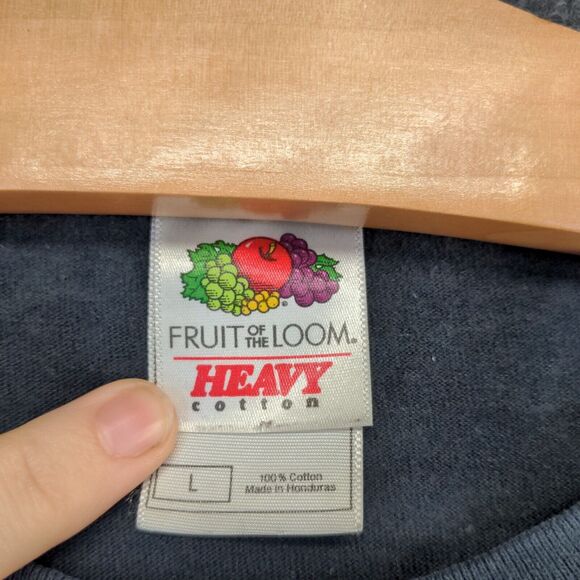 FRUIT OF THE LOOM®
HEAVY
cotton
L
100% Cotton
Made in Honduras